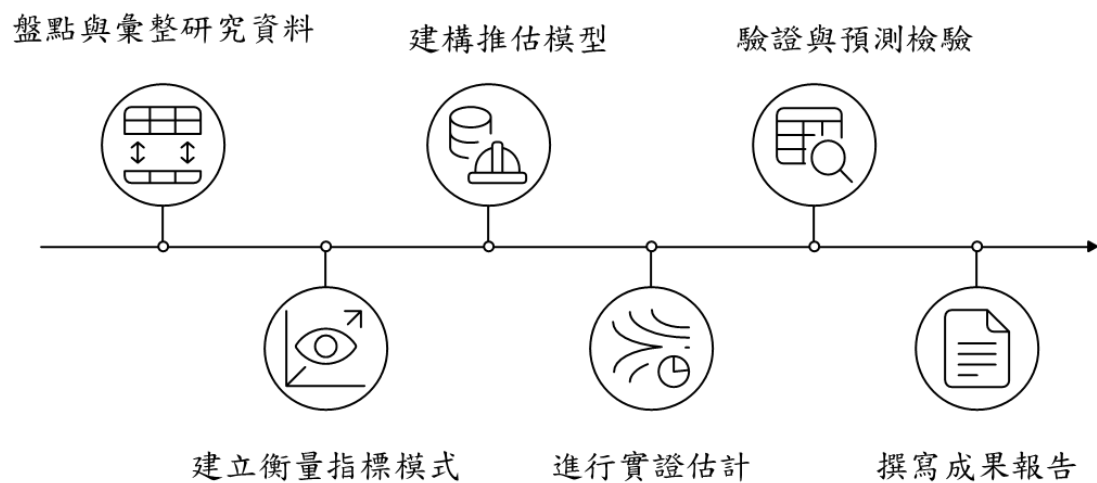 盤點與彙整研究資料
建構推估模型
驗證與預測檢驗
建立衡量指標模式
進行實證估計
撰寫成果報告